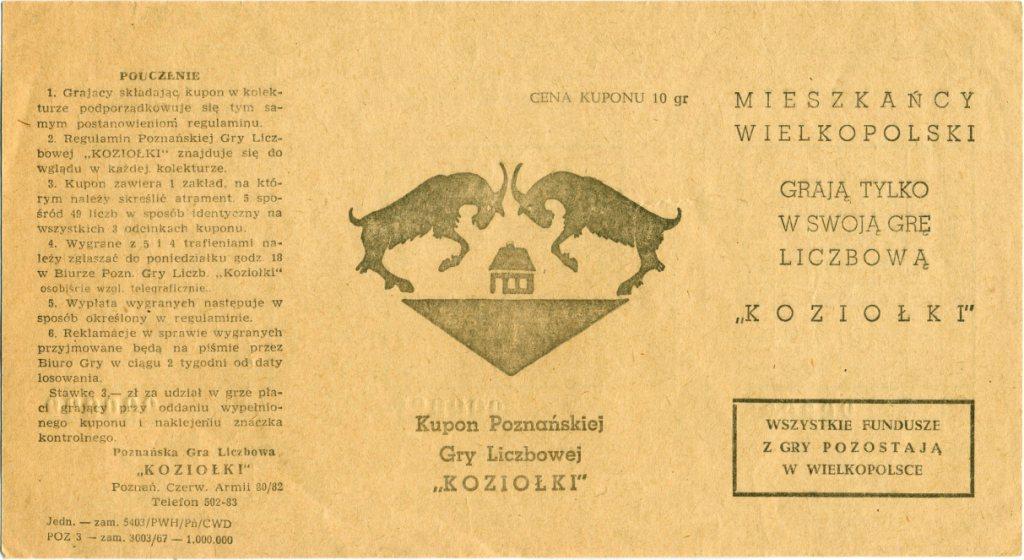 POUCZENIE
1. Grający składając kupon w kolek-
turze podporządkowuje się tym sa-
mym postanowieniom regulaminu.
2. Regulamin Poznańskiej Gry Licz-
bowej „KOZIOŁKI" znajduje się do
wglądu w każdej kolekturze.
3. Kupon zawiera 1 zakład, na któ-
rym należy skreślić atrament. 5 spo-
śród 49 liczb w sposób identyczny na
wszystkich 3 odcinkach kuponu.
4. Wygrane z 5 i 4 trafieniami na-
leży zgłaszać do poniedziałku godz 18
w Biurze Pozn. Gry Liczb. „Koziołki"
osobiście wzgl. telegraficznie.
5. Wypłata wygranych następuje w
sposób określony w regulaminie.
6. Reklamacje w sprawie wygranych
przyjmowane będą na piśmie przez
Biuro Gry w ciągu 2 tygodni od daty
losowania.
Stawkę 3,— zł za udział w grze pła-
ci grający przy oddaniu wypełnio-
nego kuponu i naklejeniu znaczka
kontrolnego.
Poznańska Gra Liczbowa
„KOZIOŁKI"
Poznań, Czerw. Armii 80/82
Telefon 502-83
Jedn. — zam. 5403/PWH/Pń/CWD
POZ 3 — zam. 3003/67 — 1.000.000
CENA KUPONU 10 gr
Kupon Poznańskiej
Gry Liczbowej
„KOZIOŁKI"
MIESZKAŃCY
WIELKOPOLSKI
GRAJĄ TYLKO
W SWOJĄ GRĘ
LICZBOWĄ
„KOZIOŁKI"
WSZYSTKIE FUNDUSZE
Z GRY POZOSTAJĄ
W WIELKOPOLSCE